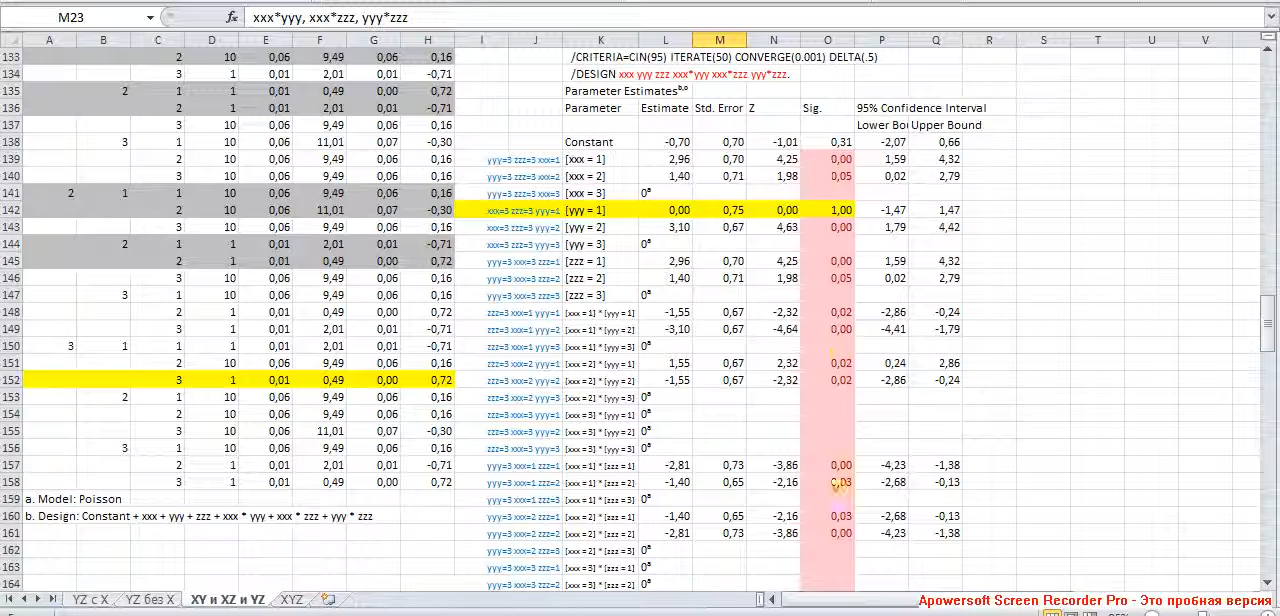 M23 fx xxx*yyy, xxx*zzz, yyy*zzz
A B C D E F G H I J K L M N O P Q R S T U V
133 2 10 0,06 9,49 0,06 0,16 /CRITERIA=CIN(95) ITERATE(50) CONVERGE(0.001) DELTA(.5)
134 3 1 0,01 2,01 0,01 -0,71 /DESIGN xxx yyy zzz xxx*yyy xxx*zzz yyy*zzz.
135 2 1 1 0,01 0,49 0,00 0,72 Parameter Estimatesb,c
136 2 1 0,01 2,01 0,01 -0,71 Parameter Estimate Std. Error Z Sig. 95% Confidence Interval
137 3 10 0,06 9,49 0,06 0,16 Lower Bou Upper Bound
138 3 1 10 0,06 11,01 0,07 -0,30 Constant -0,70 0,70 -1,01 0,31 -2,07 0,66
139 2 10 0,06 9,49 0,06 0,16 yyy=3 zzz=3 xxx=1 [xxx = 1] 2,96 0,70 4,25 0,00 1,59 4,32
140 3 10 0,06 9,49 0,06 0,16 yyy=3 zzz=3 xxx=2 [xxx = 2] 1,40 0,71 1,98 0,05 0,02 2,79
141 2 1 1 10 0,06 9,49 0,06 0,16 yyy=3 zzz=3 xxx=3 [xxx = 3] 0a
142 2 10 0,06 11,01 0,07 -0,30 xxx=3 zzz=3 yyy=1 [yyy = 1] 0,00 0,75 0,00 1,00 -1,47 1,47
143 3 10 0,06 9,49 0,06 0,16 xxx=3 zzz=3 yyy=2 [yyy = 2] 3,10 0,67 4,63 0,00 1,79 4,42
144 2 1 1 0,01 2,01 0,01 -0,71 xxx=3 zzz=3 yyy=3 [yyy = 3] 0a
145 2 1 0,01 0,49 0,00 0,72 yyy=3 xxx=3 zzz=1 [zzz = 1] 2,96 0,70 4,25 0,00 1,59 4,32
146 3 10 0,06 9,49 0,06 0,16 yyy=3 xxx=3 zzz=2 [zzz = 2] 1,40 0,71 1,98 0,05 0,02 2,79
147 3 1 10 0,06 9,49 0,06 0,16 yyy=3 xxx=3 zzz=3 [zzz = 3] 0a
148 2 1 0,01 0,49 0,00 0,72 zzz=3 xxx=1 yyy=1 [xxx = 1] * [yyy = 1] -1,55 0,67 -2,32 0,02 -2,86 -0,24
149 3 1 0,01 2,01 0,01 -0,71 zzz=3 xxx=1 yyy=2 [xxx = 1] * [yyy = 2] -3,10 0,67 -4,64 0,00 -4,41 -1,79
150 3 1 1 1 0,01 2,01 0,01 -0,71 zzz=3 xxx=1 yyy=3 [xxx = 1] * [yyy = 3] 0a
151 2 10 0,06 9,49 0,06 0,16 zzz=3 xxx=2 yyy=1 [xxx = 2] * [yyy = 1] 1,55 0,67 2,32 0,02 0,24 2,86
152 3 1 0,01 0,49 0,00 0,72 zzz=3 xxx=2 yyy=2 [xxx = 2] * [yyy = 2] -1,55 0,67 -2,32 0,02 -2,86 -0,24
153 2 1 10 0,06 9,49 0,06 0,16 zzz=3 xxx=2 yyy=3 [xxx = 2] * [yyy = 3] 0a
154 2 10 0,06 9,49 0,06 0,16 zzz=3 xxx=3 yyy=1 [xxx = 3] * [yyy = 1] 0a
155 3 10 0,06 11,01 0,07 -0,30 zzz=3 xxx=3 yyy=2 [xxx = 3] * [yyy = 2] 0a
156 3 1 10 0,06 9,49 0,06 0,16 zzz=3 xxx=3 yyy=3 [xxx = 3] * [yyy = 3] 0a
157 2 1 0,01 2,01 0,01 -0,71 yyy=3 xxx=1 zzz=1 [xxx = 1] * [zzz = 1] -2,81 0,73 -3,86 0,00 -4,23 -1,38
158 3 1 0,01 0,49 0,00 0,72 yyy=3 xxx=1 zzz=2 [xxx = 1] * [zzz = 2] -1,40 0,65 -2,16 0,03 -2,68 -0,13
159 a. Model: Poisson yyy=3 xxx=1 zzz=3 [xxx = 1] * [zzz = 3] 0a
160 b. Design: Constant + xxx + yyy + zzz + xxx * yyy + xxx * zzz + yyy * zzz yyy=3 xxx=2 zzz=1 [xxx = 2] * [zzz = 1] -1,40 0,65 -2,16 0,03 -2,68 -0,13
161 yyy=3 xxx=2 zzz=2 [xxx = 2] * [zzz = 2] -2,81 0,73 -3,86 0,00 -4,23 -1,38
162 yyy=3 xxx=2 zzz=3 [xxx = 2] * [zzz = 3] 0a
163 yyy=3 xxx=3 zzz=1 [xxx = 3] * [zzz = 1] 0a
164 yyy=3 xxx=3 zzz=2 [xxx = 3] * [zzz = 2] 0a
YZ с X YZ без X XY и XZ и YZ XYZ
Apowersoft Screen Recorder Pro - Это пробная версия